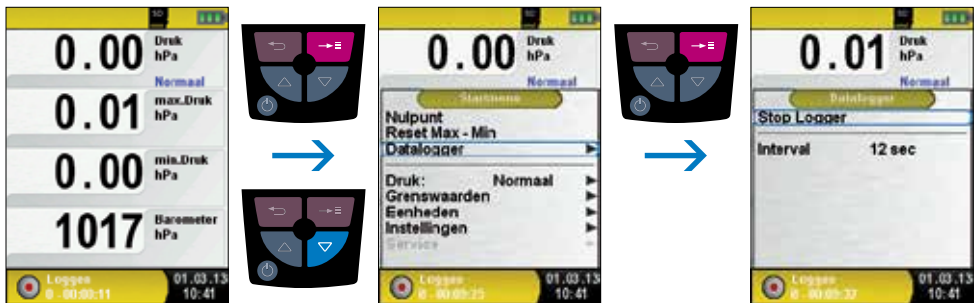 SD
0.00 Druk hPa
Normaal
0.01 max.Druk hPa
0.00 min.Druk hPa
1017 Barometer hPa
Loggen 01.03.13
0 - 00:00:11 10:41
SD
0.00 Druk hPa
Normaal
Startmenu
Nulpunt
Reset Max - Min
Datalogger
Druk: Normaal
Grenswaarden
Eenheden
Instellingen
Service
Loggen 01.03.13
0 - 00:00:25 10:41
0.01 Druk hPa
Normaal
Datalogger
Stop Logger
Interval 12 sec
Loggen 01.03.13
0 - 00:00:37 10:41